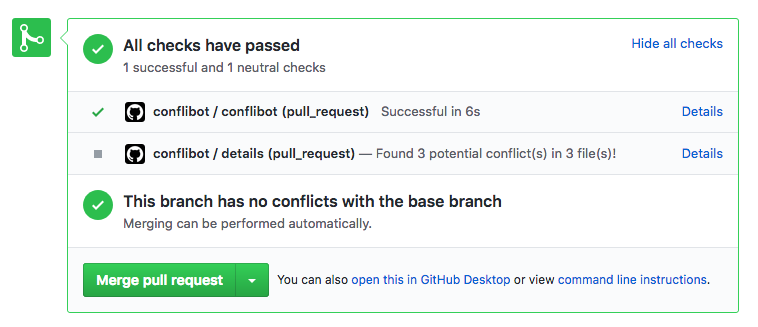 All checks have passed
Hide all checks
1 successful and 1 neutral checks
conflibot / conflibot (pull_request) Successful in 6s Details
conflibot / details (pull_request) — Found 3 potential conflict(s) in 3 file(s)! Details
This branch has no conflicts with the base branch
Merging can be performed automatically.
Merge pull request You can also open this in GitHub Desktop or view command line instructions.